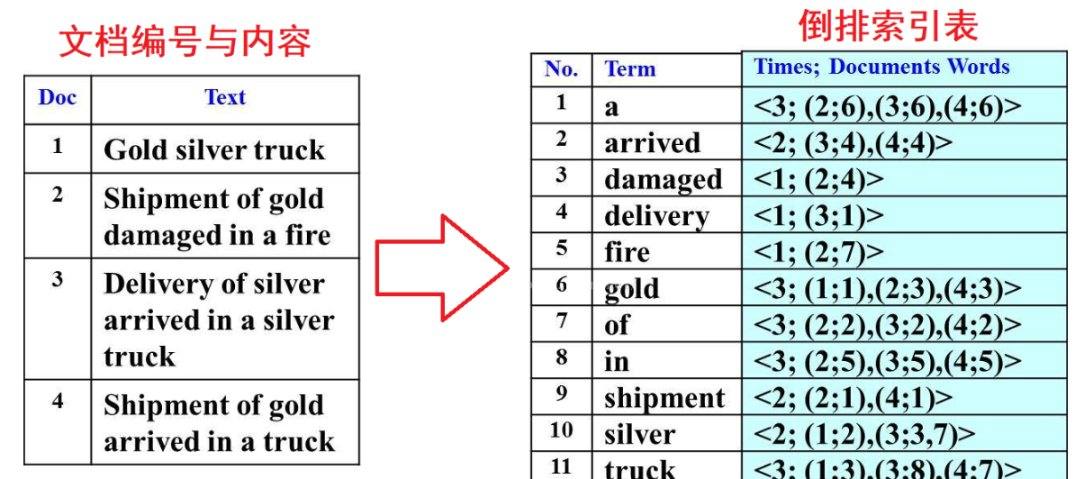 文档编号与内容
Doc Text
1 Gold silver truck
2 Shipment of gold
damaged in a fire
3 Delivery of silver
arrived in a silver
truck
4 Shipment of gold
arrived in a truck
倒排索引表
No. Term Times; Documents Words
1 a <3; (2;6),(3;6),(4;6)>
2 arrived <2; (3;4),(4;4)>
3 damaged <1; (2;4)>
4 delivery <1; (3;1)>
5 fire <1; (2;7)>
6 gold <3; (1;1),(2;3),(4;3)>
7 of <3; (2;2),(3;2),(4;2)>
8 in <3; (2;5),(3;5),(4;5)>
9 shipment <2; (2;1),(4;1)>
10 silver <2; (1;2),(3;3,7)>
11 truck <3; (1;3),(3;8),(4;7)>